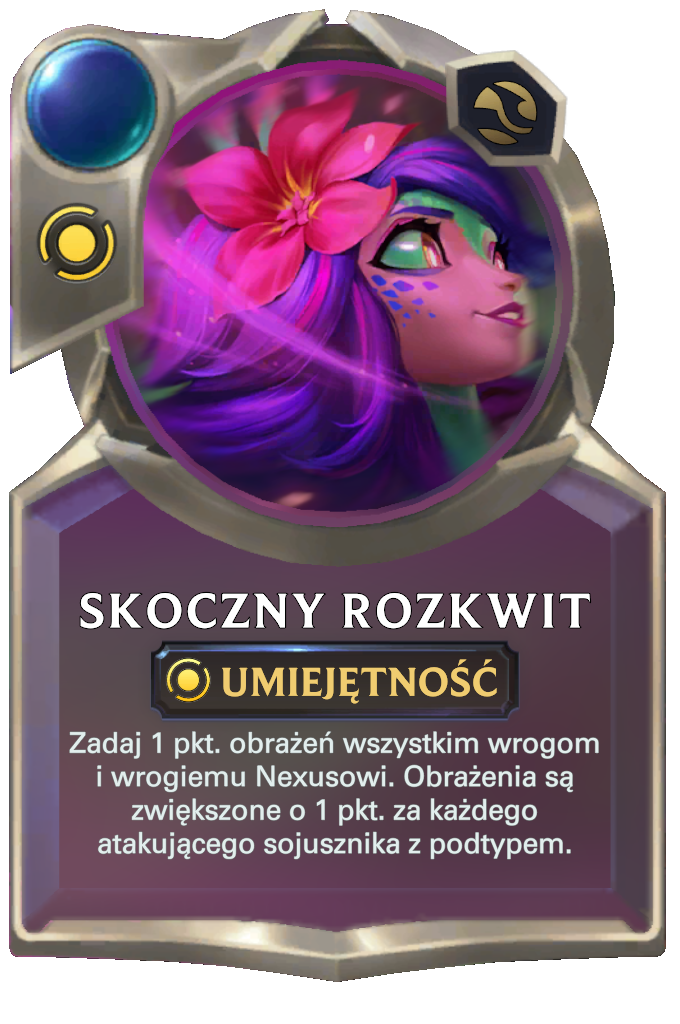 SKOCZNY ROZKWIT
UMIEJĘTNOŚĆ
Zadaj 1 pkt. obrażeń wszystkim wrogom
i wrogiemu Nexusowi. Obrażenia są
zwiększone o 1 pkt. za każdego
atakującego sojusznika z podtypem.